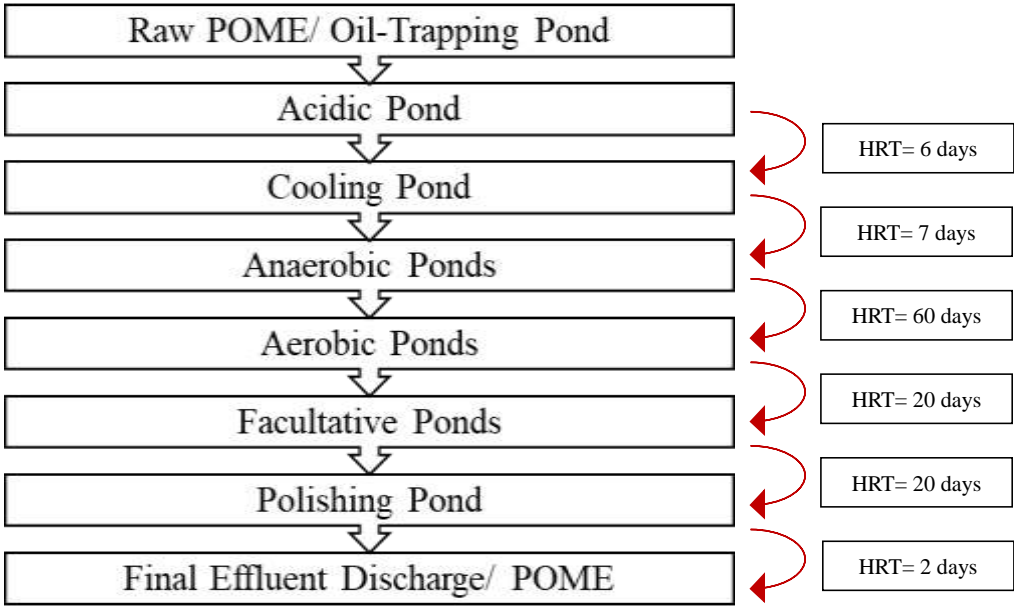 Raw POME/ Oil-Trapping Pond
Acidic Pond
HRT= 6 days
Cooling Pond
HRT= 7 days
Anaerobic Ponds
HRT= 60 days
Aerobic Ponds
HRT= 20 days
Facultative Ponds
HRT= 20 days
Polishing Pond
HRT= 2 days
Final Effluent Discharge/ POME